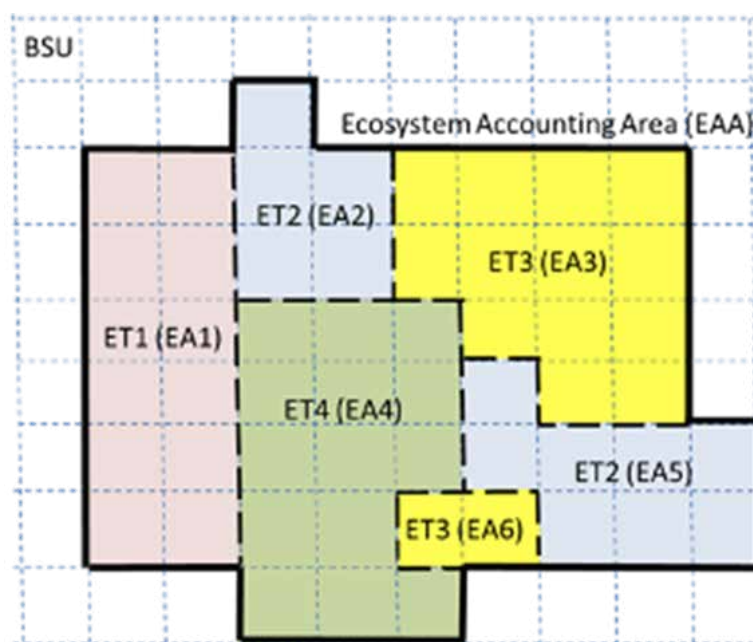 BSU
Ecosystem Accounting Area (EAA)
ET2 (EA2)
ET3 (EA3)
ET1 (EA1)
ET4 (EA4)
ET2 (EA5)
ET3 (EA6)